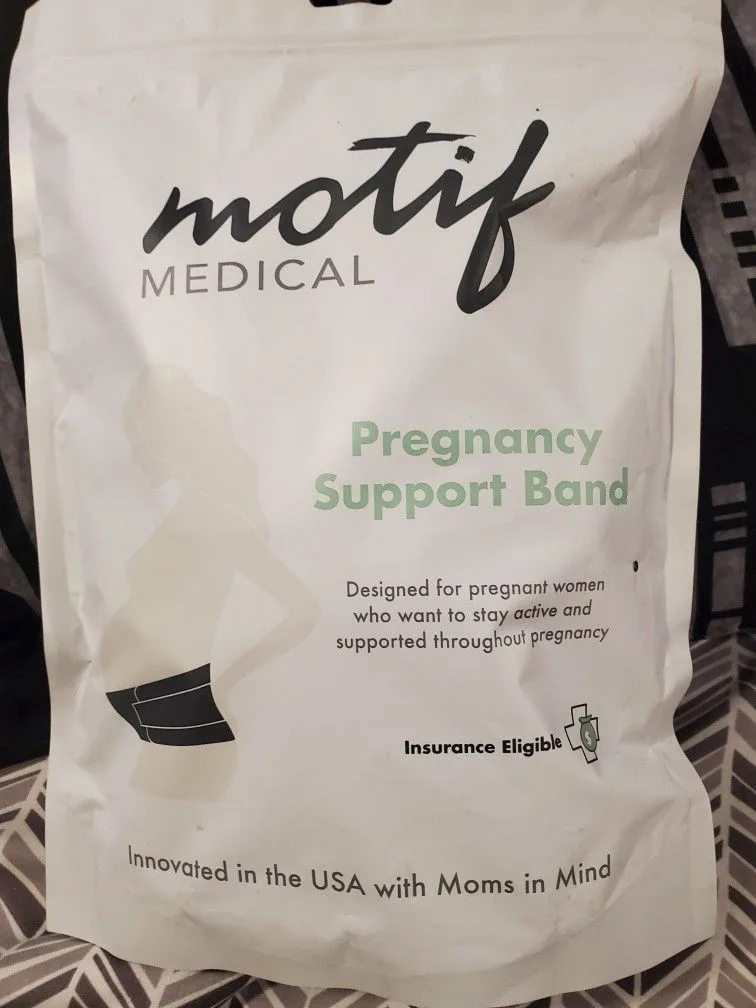 motif
MEDICAL
Pregnancy
Support Band
Designed for pregnant women
who want to stay active and
supported throughout pregnancy
Insurance Eligible
Innovated in the USA with Moms in Mind